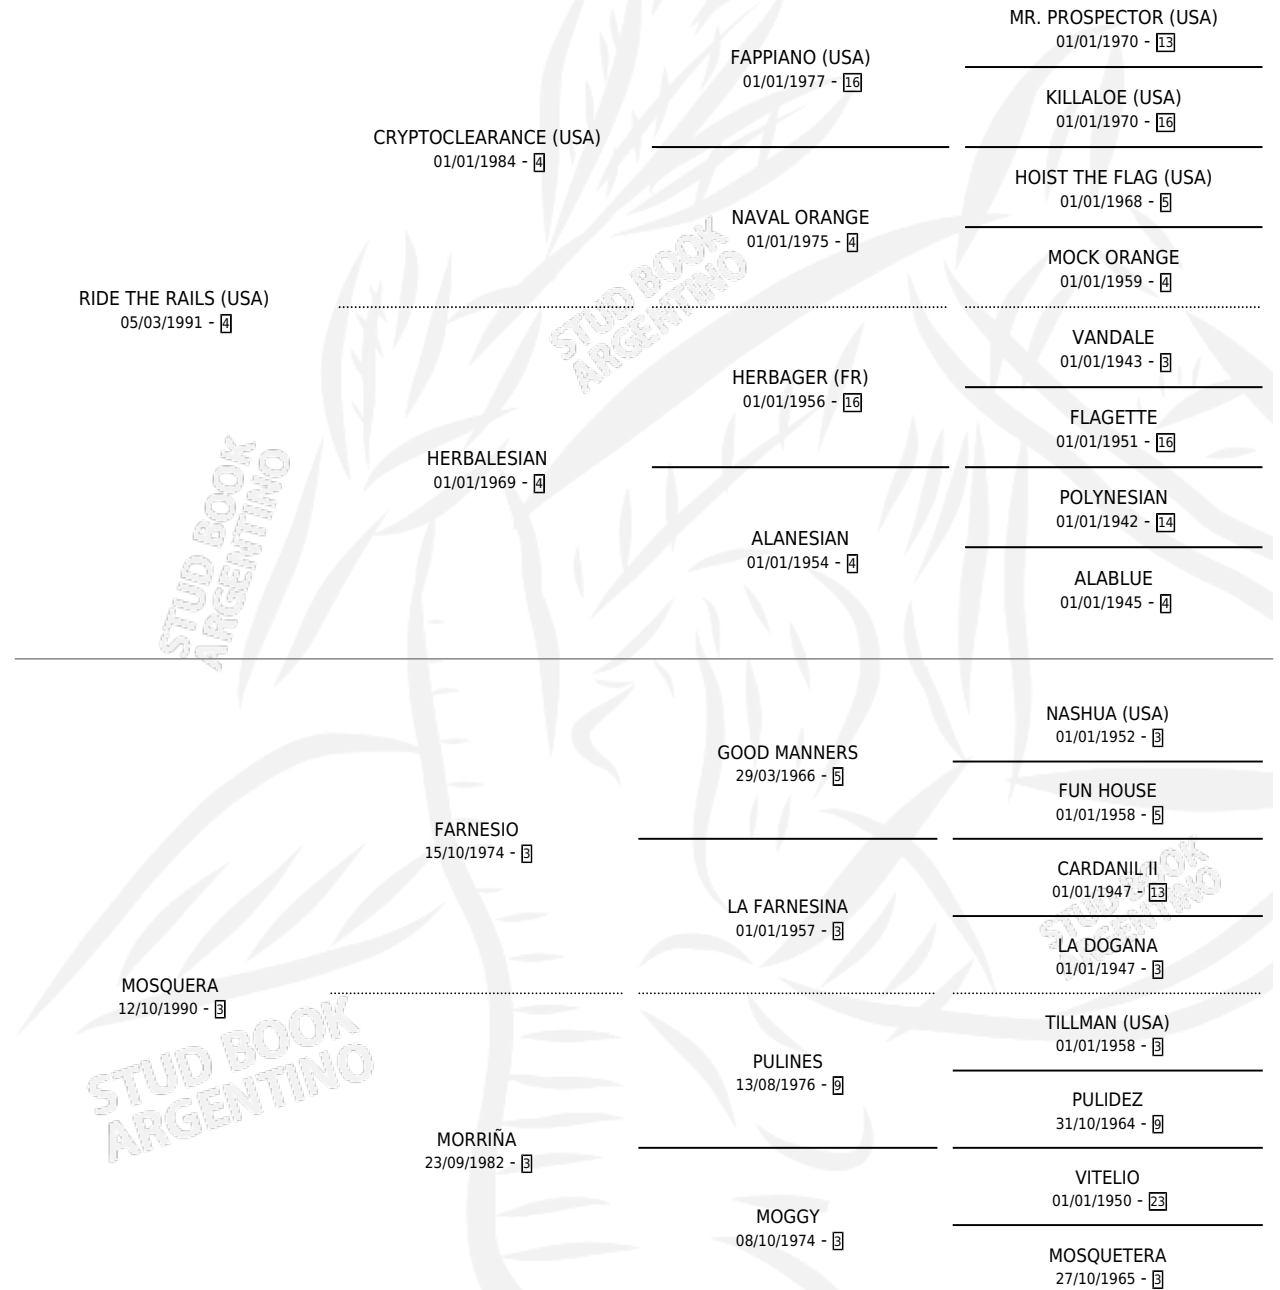 MR. PROSPECTOR (USA)
01/01/1970 - 13
FAPPIANO (USA)
01/01/1977 - 16
KILLALOE (USA)
01/01/1970 - 16
CRYPTOCLEARANCE (USA)
01/01/1984 - 4
HOIST THE FLAG (USA)
01/01/1968 - 5
NAVAL ORANGE
01/01/1975 - 4
MOCK ORANGE
01/01/1959 - 4
RIDE THE RAILS (USA)
05/03/1991 - 4
VANDALE
01/01/1943 - 3
HERBAGER (FR)
01/01/1956 - 16
FLAGETTE
01/01/1951 - 16
HERBALESIAN
01/01/1969 - 4
POLYNESIAN
01/01/1942 - 14
ALANESIAN
01/01/1954 - 4
ALABLUE
01/01/1945 - 4
STUD BOOK
ARGENTINO
STUD BOOK
ARGENTINO
NASHUA (USA)
01/01/1952 - 3
GOOD MANNERS
29/03/1966 - 5
FUN HOUSE
01/01/1958 - 5
FARNESIO
15/10/1974 - 3
CARDANIL II
01/01/1947 - 13
LA FARNESINA
01/01/1957 - 3
LA DOGANA
01/01/1947 - 3
MOSQUERA
12/10/1990 - 3
TILLMAN (USA)
01/01/1958 - 3
PULINES
13/08/1976 - 9
PULIDEZ
31/10/1964 - 9
MORRIÑA
23/09/1982 - 3
VITELIO
01/01/1950 - 23
MOGGY
08/10/1974 - 3
MOSQUETERA
27/10/1965 - 3
STUD BOOK
ARGENTINO
STUD BOOK
ARGENTINO